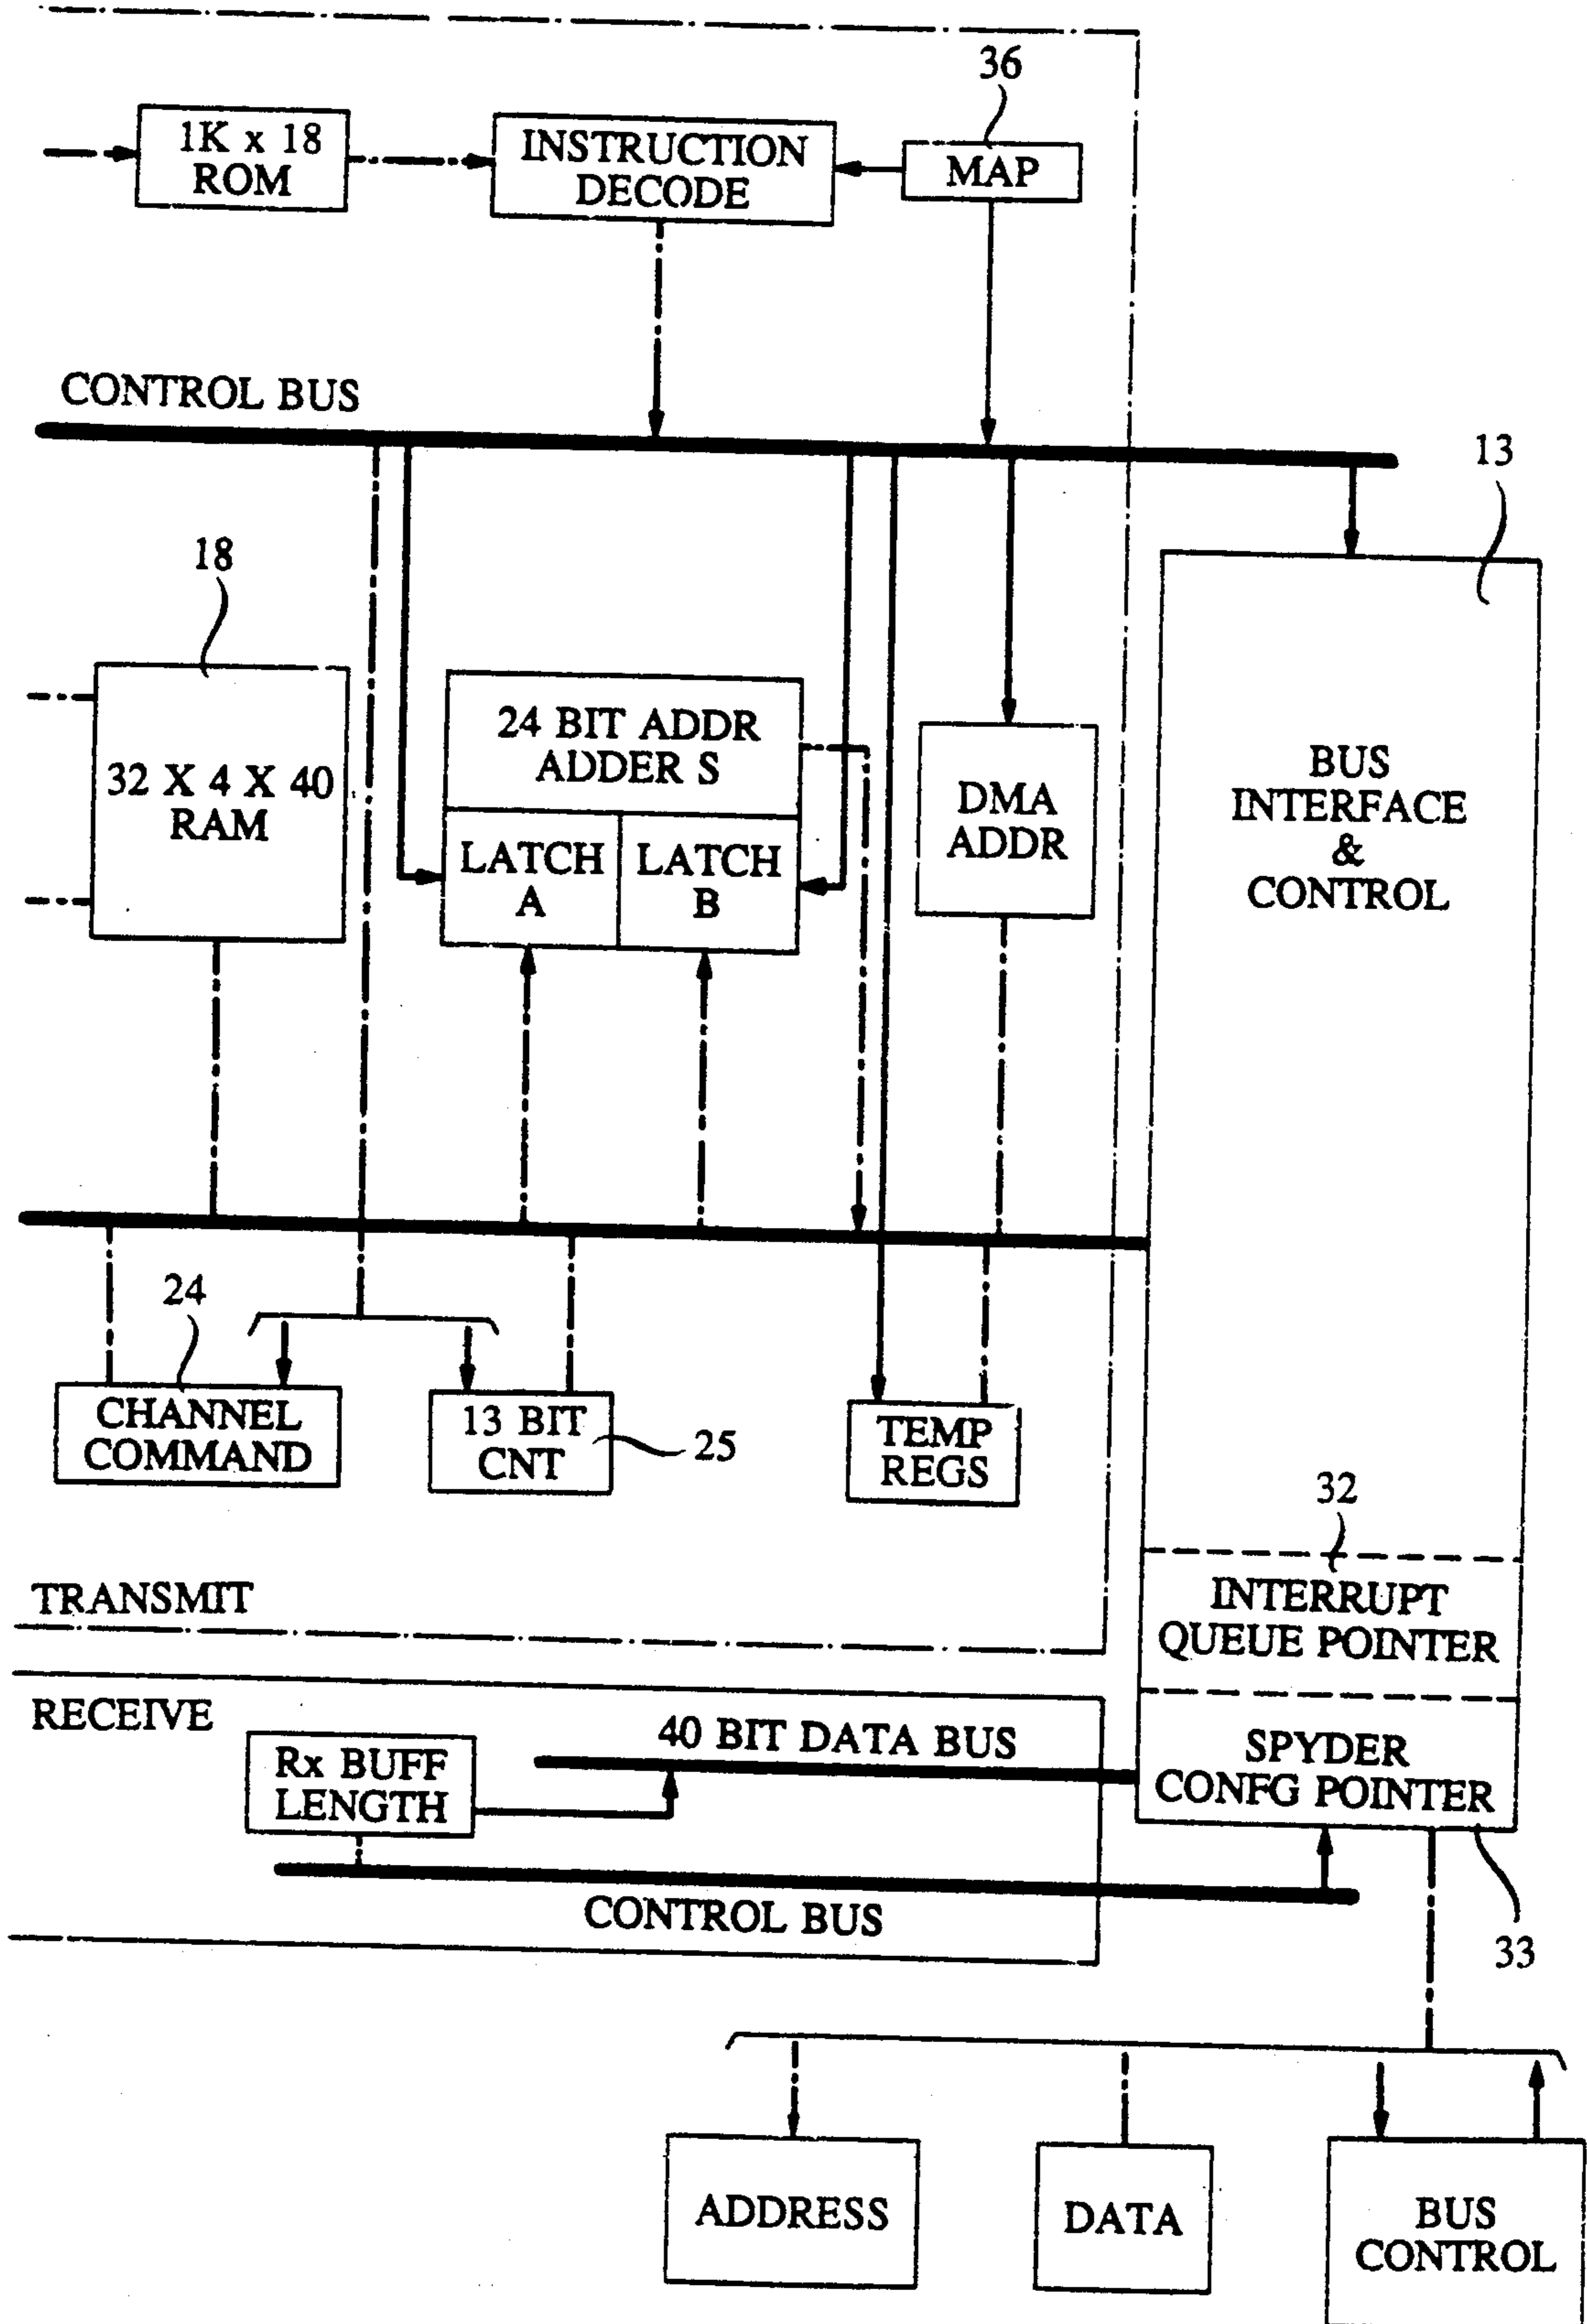 36
1K x 18
ROM
INSTRUCTION
DECODE
MAP
CONTROL BUS
13
18
32 X 4 X 40
RAM
24 BIT ADDR
ADDER S
LATCH
A
LATCH
B
DMA
ADDR
BUS
INTERFACE
&
CONTROL
24
CHANNEL
COMMAND
13 BIT
CNT
25
TEMP
REGS
32
INTERRUPT
QUEUE POINTER
TRANSMIT
RECEIVE
Rx BUFF
LENGTH
40 BIT DATA BUS
SPYDER
CONFG POINTER
CONTROL BUS
33
ADDRESS
DATA
BUS
CONTROL